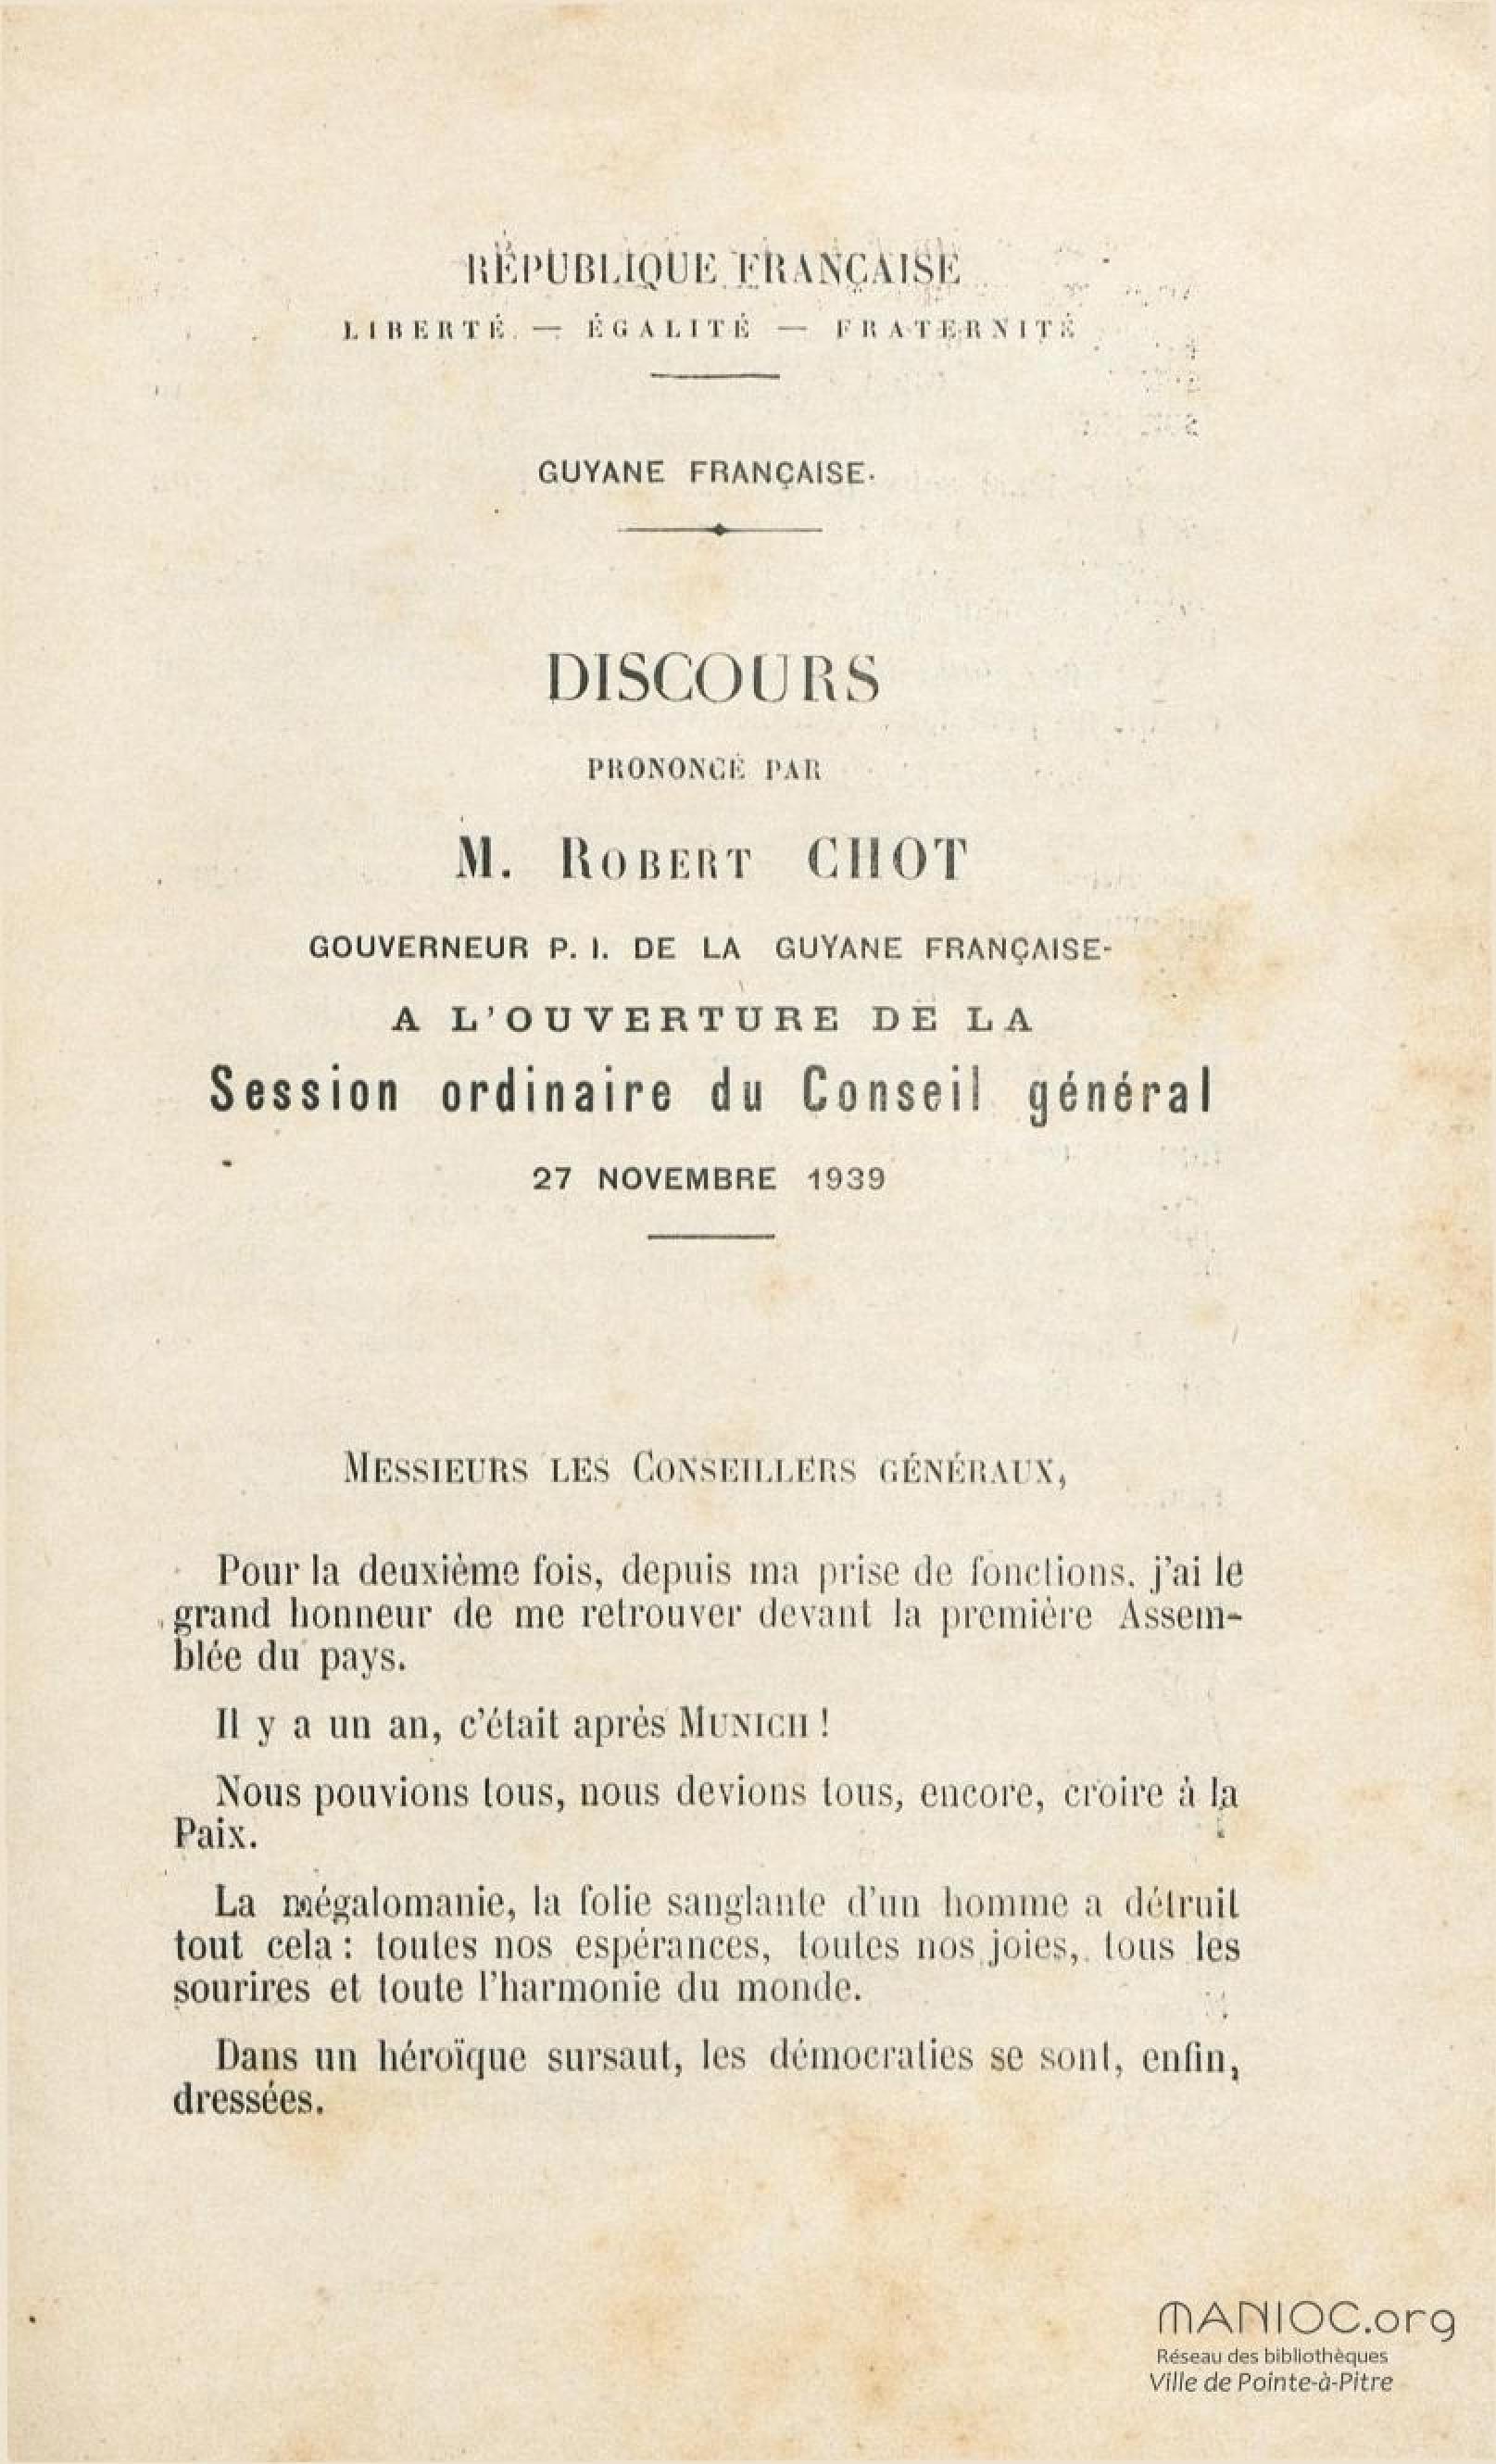 RÉPUBLIQUE FRANÇAISE
LIBERTÉ. — ÉGALITÉ — FRATERNITÉ
GUYANE FRANÇAISE.
DISCOURS
PRONONCÉ PAR
M. ROBERT CHOT
GOUVERNEUR P. I. DE LA GUYANE FRANÇAISE-
A L'OUVERTURE DE LA
Session ordinaire du Conseil général
27 NOVEMBRE 1939
MESSIEURS LES CONSEILLERS GÉNÉRAUX,
Pour la deuxième fois, depuis ma prise de fonctions. j'ai le
grand honneur de me retrouver devant la première Assem-
blée du pays.
Il y a un an, c'était après MUNICH !
Nous pouvions tous, nous devions tous, encore, croire à la
Paix.
La mégalomanie, la folie sanglante d'un homme a détruit
tout cela : toutes nos espérances, toutes nos joies, tous les
sourires et toute l'harmonie du monde.
Dans un héroïque sursaut, les démocraties se sont, enfin,
dressées.
MANIOC.org
Réseau des bibliothèques
Ville de Pointe-à-Pitre